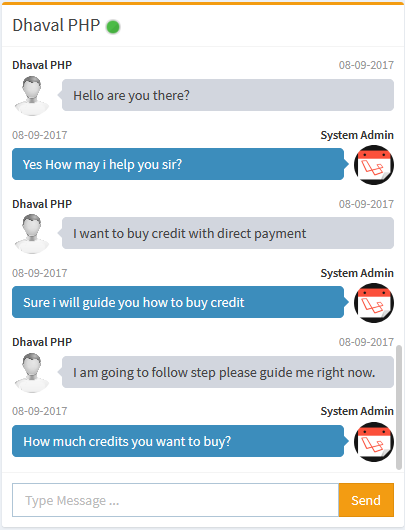 Dhaval PHP
Dhaval PHP 08-09-2017
Hello are you there?
08-09-2017 System Admin
Yes How may i help you sir?
Dhaval PHP 08-09-2017
I want to buy credit with direct payment
08-09-2017 System Admin
Sure i will guide you how to buy credit
Dhaval PHP 08-09-2017
I am going to follow step please guide me right now.
08-09-2017 System Admin
How much credits you want to buy?
Type Message ... Send